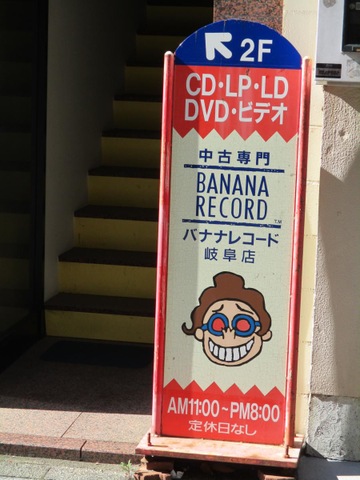 2F
CD・LP・LD
DVD・ビデオ
中古専門
BANANA
RECORD™
バナナレコード
岐阜店
AM11:00~PM8:00
定休日なし